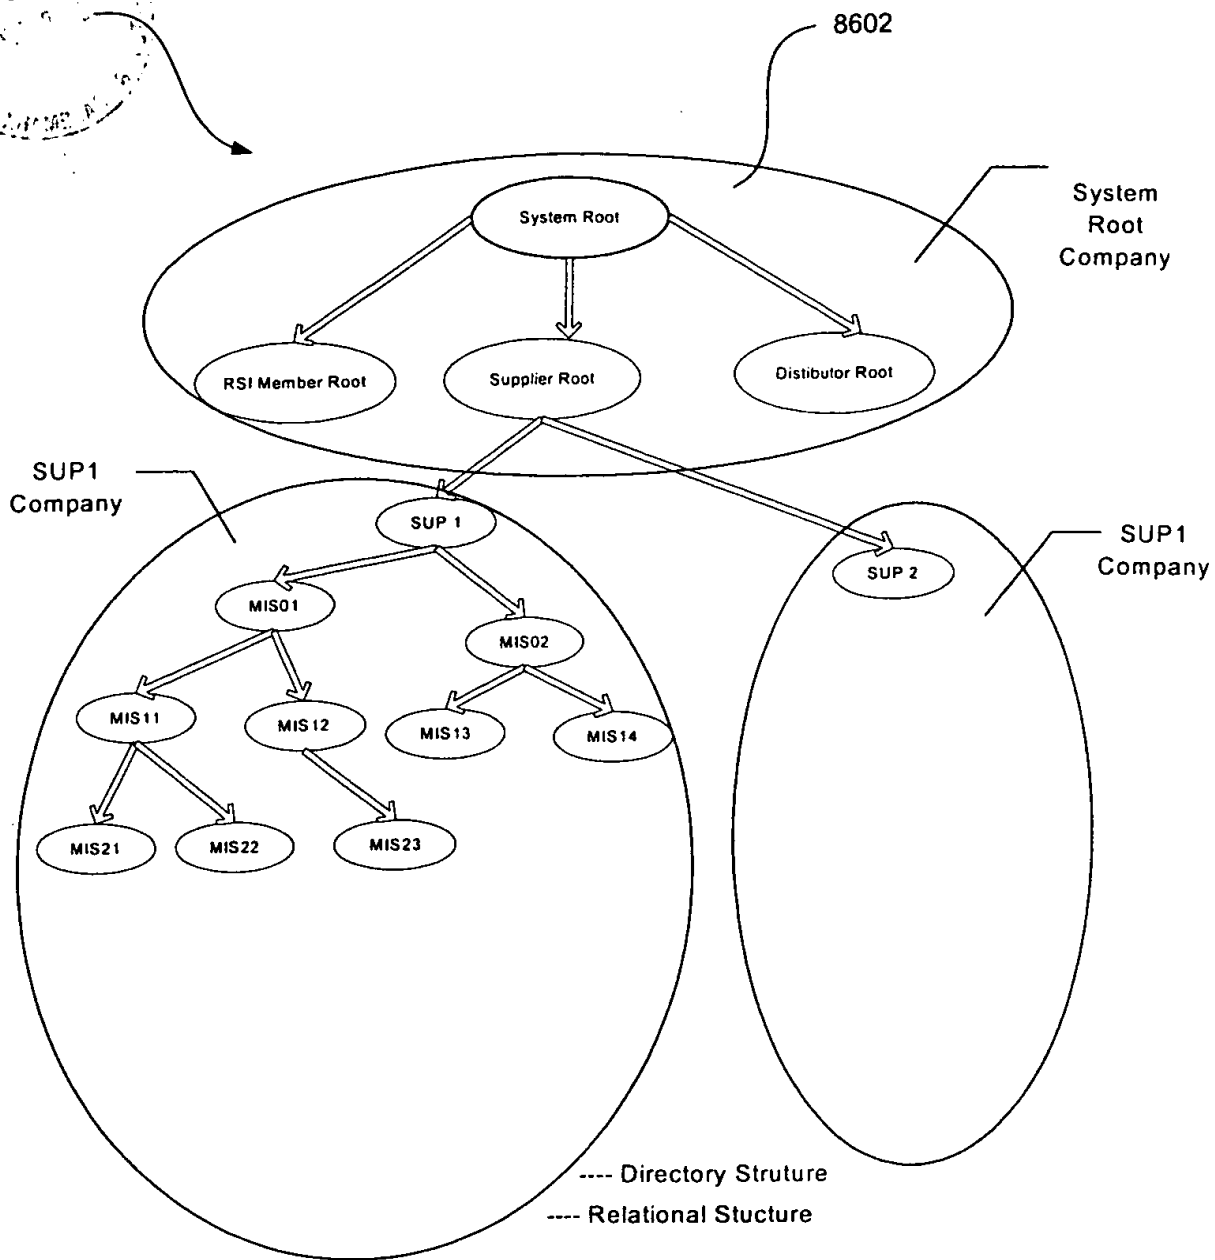 8602
System
Root
Company
System Root
RSI Member Root
Supplier Root
Distibutor Root
SUP1
Company
SUP 1
SUP1
Company
SUP 2
MIS01
MIS02
MIS11
MIS12
MIS13
MIS14
MIS21
MIS22
MIS23
---- Directory Struture
---- Relational Stucture